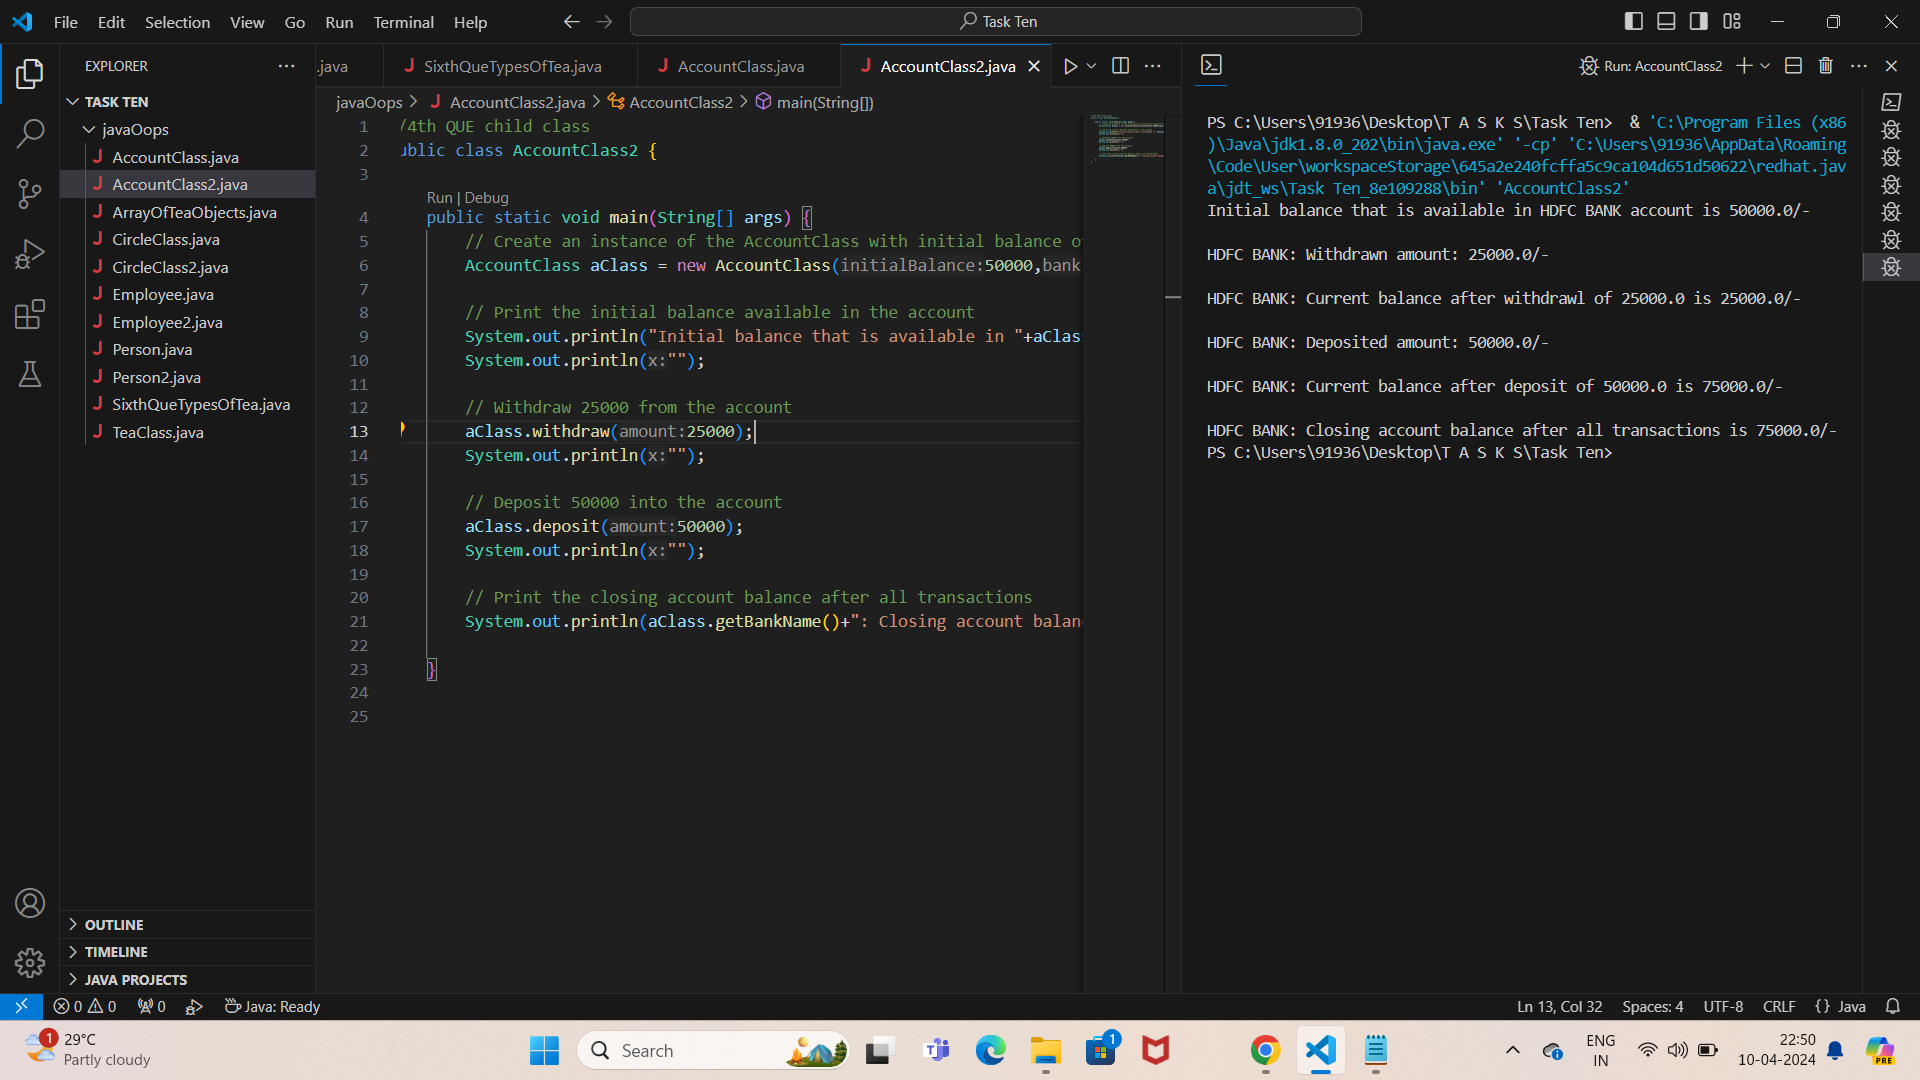 File Edit Selection View Go Run Terminal Help
Task Ten
EXPLORER
TASK TEN
javaOops
AccountClass.java
AccountClass2.java
ArrayOfTeaObjects.java
CircleClass.java
CircleClass2.java
Employee.java
Employee2.java
Person.java
Person2.java
SixthQueTypesOfTea.java
TeaClass.java
OUTLINE
TIMELINE
JAVA PROJECTS
.java SixthQueTypesOfTea.java AccountClass.java AccountClass2.java
javaOops > AccountClass2.java > AccountClass2 > main(String[])
1 /4th QUE child class
2 ublic class AccountClass2 {
3
Run | Debug
4 public static void main(String[] args) {
5 // Create an instance of the AccountClass with initial balance o
6 AccountClass aClass = new AccountClass(initialBalance:50000,bank
7
8 // Print the initial balance available in the account
9 System.out.println("Initial balance that is available in "+aClas
10 System.out.println(x:"");
11
12 // Withdraw 25000 from the account
13 aClass.withdraw(amount:25000);
14 System.out.println(x:"");
15
16 // Deposit 50000 into the account
17 aClass.deposit(amount:50000);
18 System.out.println(x:"");
19
20 // Print the closing account balance after all transactions
21 System.out.println(aClass.getBankName()+": Closing account balan
22
23 }
24
25
Run: AccountClass2
PS C:\Users\91936\Desktop\T A S K S\Task Ten> & 'C:\Program Files (x86
)\Java\jdk1.8.0_202\bin\java.exe' '-cp' 'C:\Users\91936\AppData\Roaming
\Code\User\workspaceStorage\645a2e240fcffa5c9ca104d651d50622\redhat.jav
a\jdt_ws\Task Ten_8e109288\bin' 'AccountClass2'
Initial balance that is available in HDFC BANK account is 50000.0/-
HDFC BANK: Withdrawn amount: 25000.0/-
HDFC BANK: Current balance after withdrawl of 25000.0 is 25000.0/-
HDFC BANK: Deposited amount: 50000.0/-
HDFC BANK: Current balance after deposit of 50000.0 is 75000.0/-
HDFC BANK: Closing account balance after all transactions is 75000.0/-
PS C:\Users\91936\Desktop\T A S K S\Task Ten>
0 0 0 Java: Ready
Ln 13, Col 32 Spaces: 4 UTF-8 CRLF {} Java
1 29°C
Partly cloudy
Search
1
PRE
ENG
IN
22:50
10-04-2024